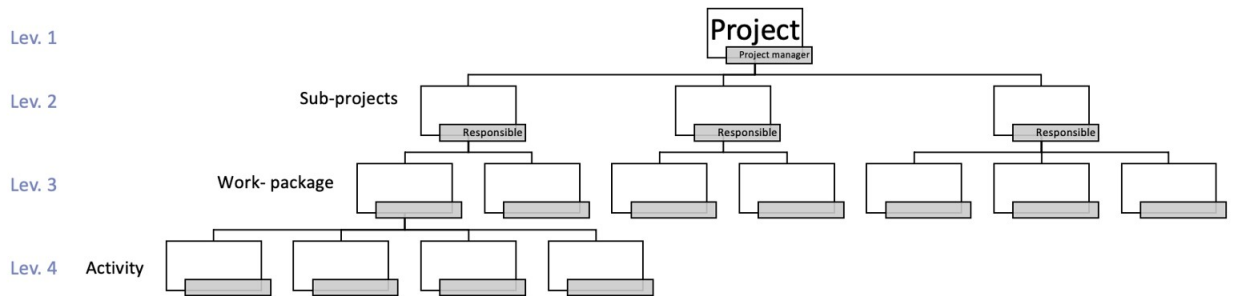 Lev. 1
Project
Project manager
Lev. 2
Sub-projects
Responsible
Responsible
Responsible
Lev. 3
Work- package
Lev. 4
Activity